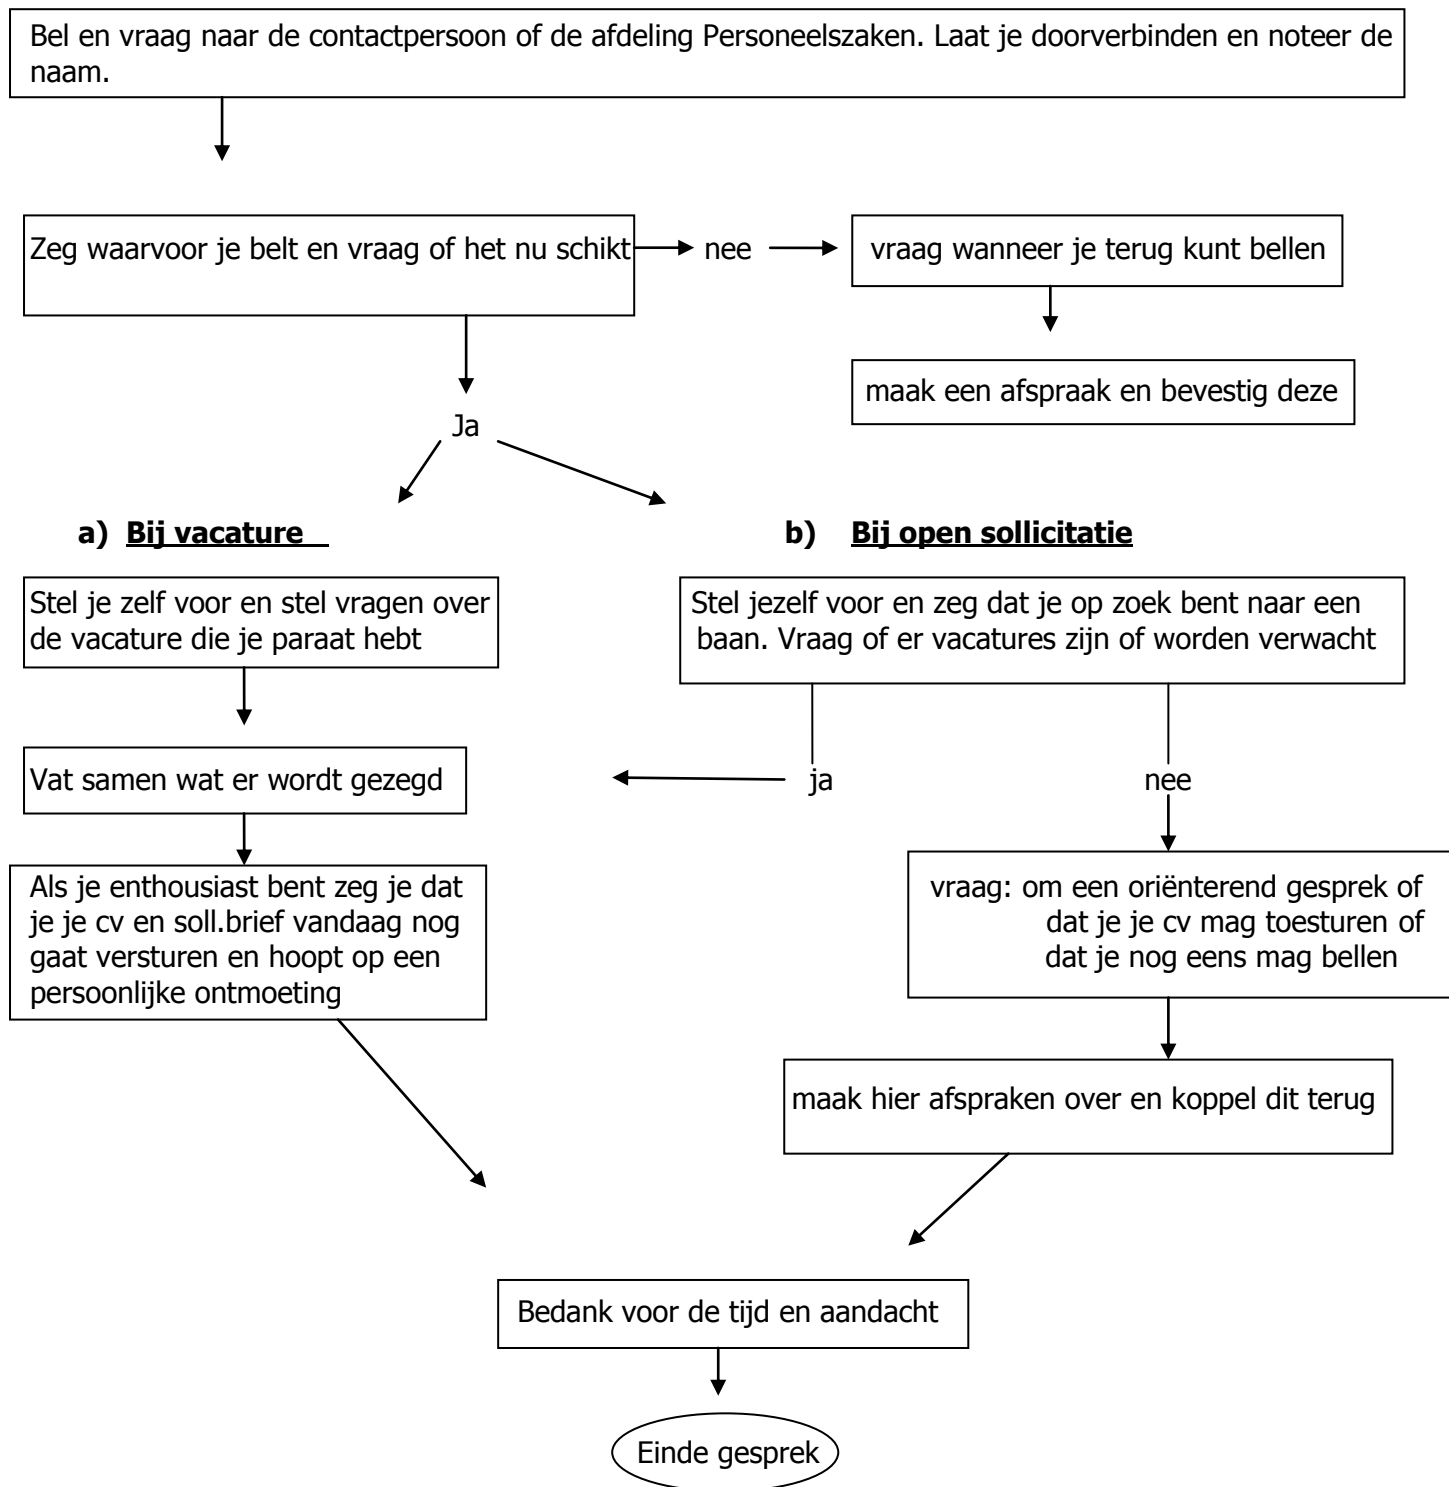 Bel en vraag naar de contactpersoon of de afdeling Personeelszaken. Laat je doorverbinden en noteer de
naam.
Zeg waarvoor je belt en vraag of het nu schikt
nee
vraag wanneer je terug kunt bellen
maak een afspraak en bevestig deze
Ja
a) Bij vacature
b) Bij open sollicitatie
Stel je zelf voor en stel vragen over
de vacature die je paraat hebt
Stel jezelf voor en zeg dat je op zoek bent naar een
baan. Vraag of er vacatures zijn of worden verwacht
Vat samen wat er wordt gezegd
ja
nee
Als je enthousiast bent zeg je dat
je je cv en soll.brief vandaag nog
gaat versturen en hoopt op een
persoonlijke ontmoeting
vraag: om een oriënterend gesprek of
dat je je cv mag toesturen of
dat je nog eens mag bellen
maak hier afspraken over en koppel dit terug
Bedank voor de tijd en aandacht
Einde gesprek